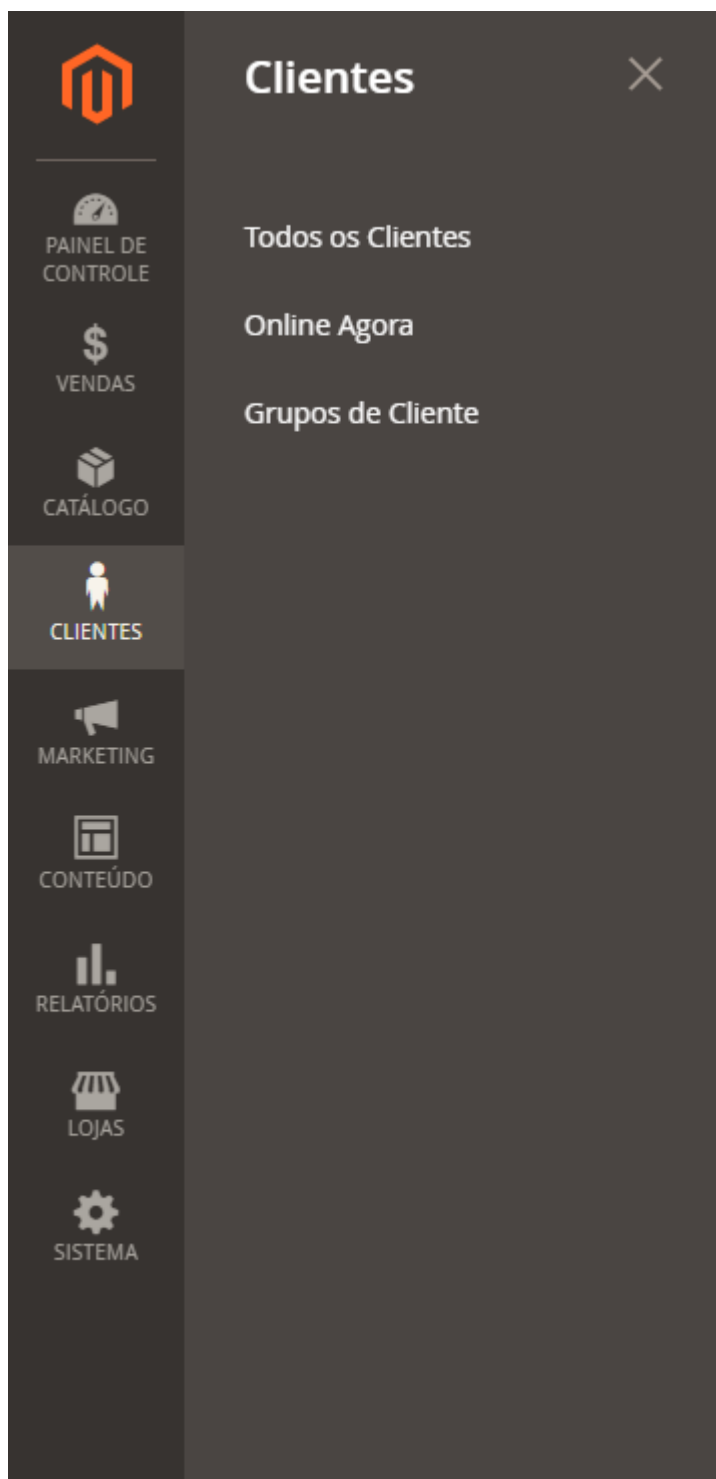 Clientes
Todos os Clientes
Online Agora
Grupos de Cliente
PAINEL DE
CONTROLE
$
VENDAS
CATÁLOGO
CLIENTES
MARKETING
CONTEÚDO
RELATÓRIOS
LOJAS
SISTEMA